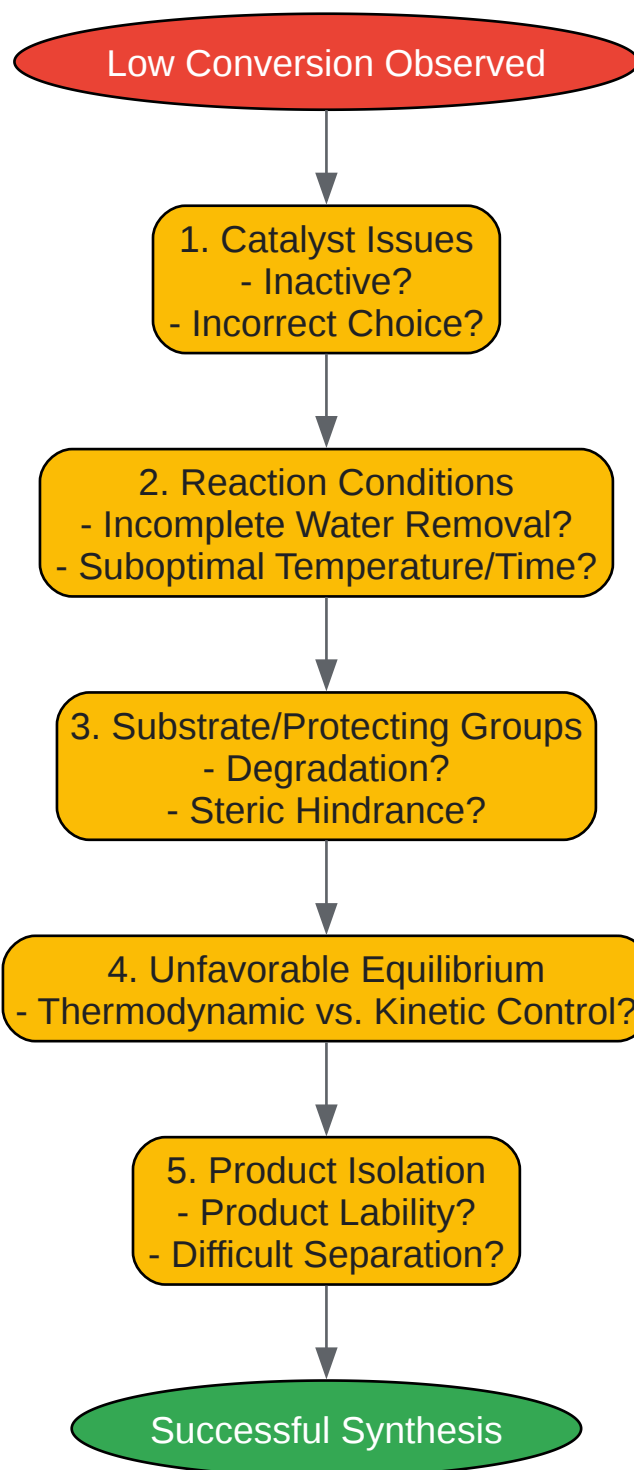 Low Conversion Observed
1. Catalyst Issues
- Inactive?
- Incorrect Choice?
2. Reaction Conditions
- Incomplete Water Removal?
- Suboptimal Temperature/Time?
3. Substrate/Protecting Groups
- Degradation?
- Steric Hindrance?
4. Unfavorable Equilibrium
- Thermodynamic vs. Kinetic Control?
5. Product Isolation
- Product Lability?
- Difficult Separation?
Successful Synthesis